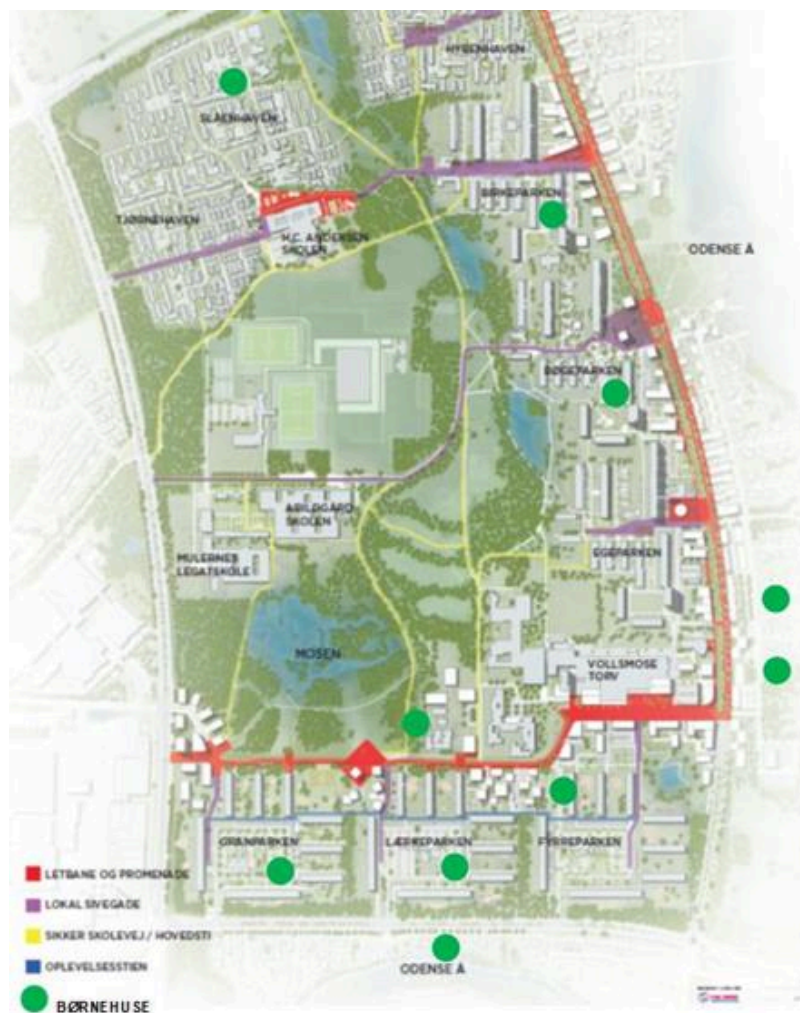 HYBENHAVEN
SLÅENHAVEN
BIRKEPARKEN
TJØRNEHAVEN
H.C. ANDERSEN
SKOLEN
ODENSE Å
BØGEPARKEN
ABILDGÅRD
SKOLEN
EGEPARKEN
MULERNES
LEGATSKOLE
MOSEN
VOLLSMOSE
TORV
GRANPARKEN
LÆRKEPARKEN
FYRREPARKEN
LETBANE OG PROMENADE
LOKAL SIVEGADE
SIKKER SKOLEVEJ / HOVEDSTI
OPLEVELSESSTIEN
ODENSE Å
BØRNEHUSE